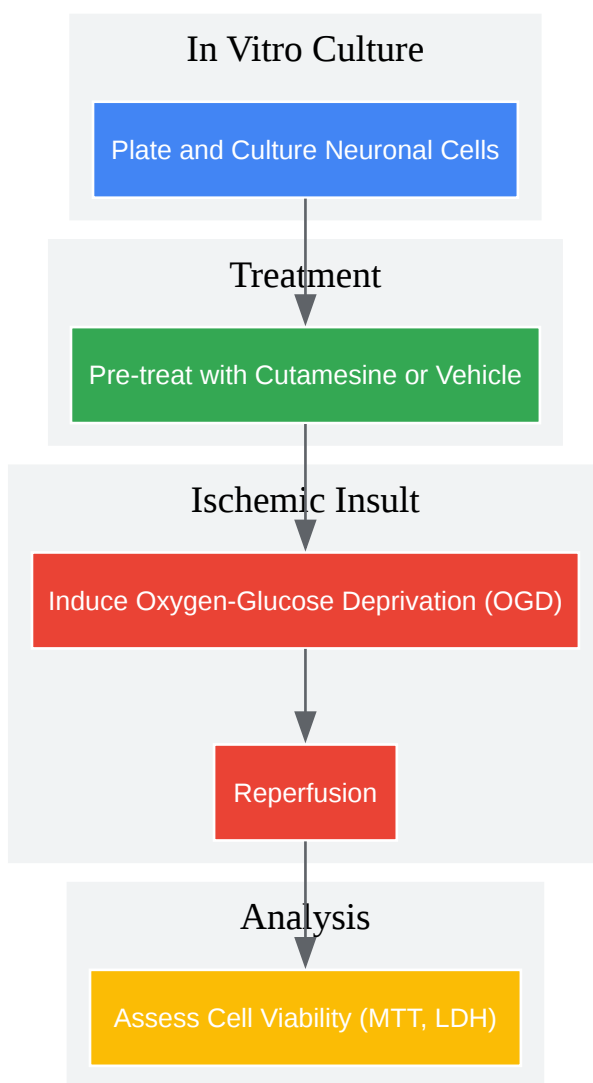 In Vitro Culture
Plate and Culture Neuronal Cells
Treatment
Pre-treat with Cutamesine or Vehicle
Ischemic Insult
Induce Oxygen-Glucose Deprivation (OGD)
Reperfusion
Analysis
Assess Cell Viability (MTT, LDH)